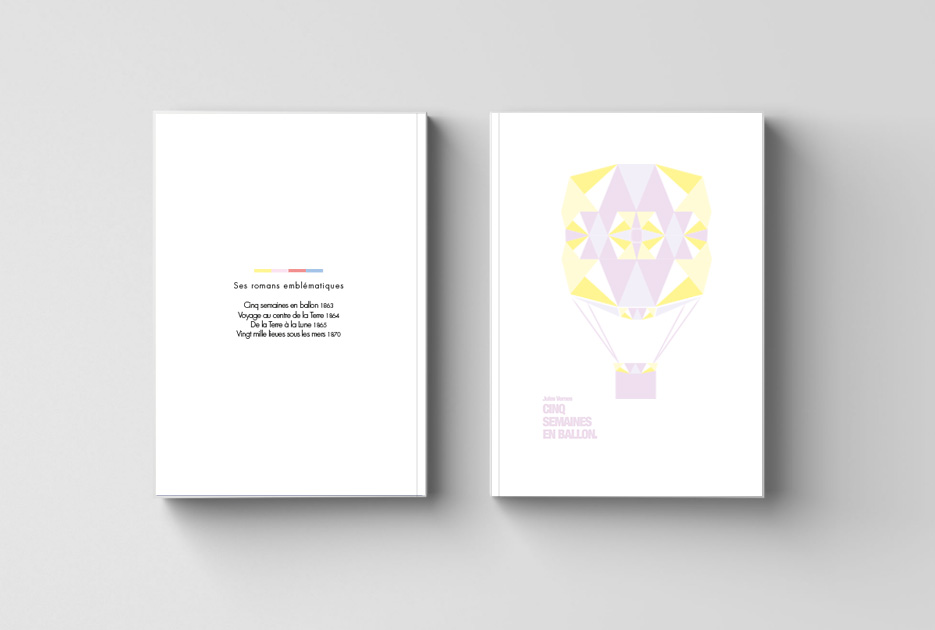 Ses romans emblématiques
Cinq semaines en ballon 1863
Voyage au centre de la Terre 1864
De la Terre à la Lune 1865
Vingt mille lieues sous les mers 1870
Jules Vernes
CINQ
SEMAINES
EN BALLON.